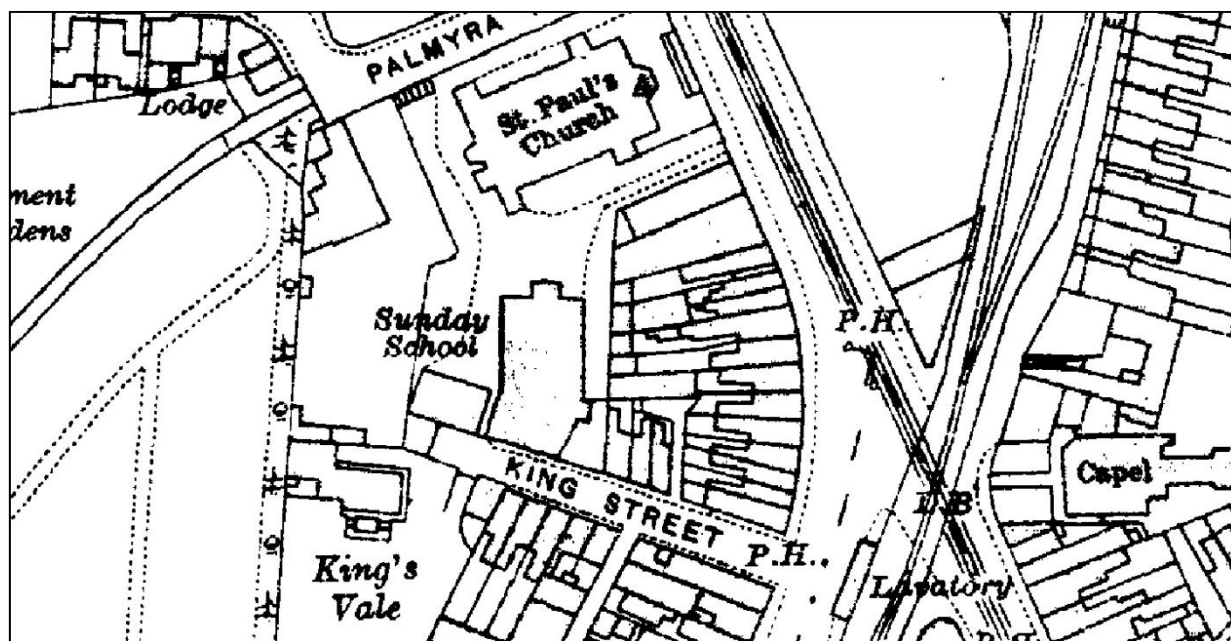 PALMYRA
Lodge
St. Paul's
Church
ment
dens
P.H.
Sunday
School
Capel
KING STREET
P.H.
King's
Vale
Lavatory